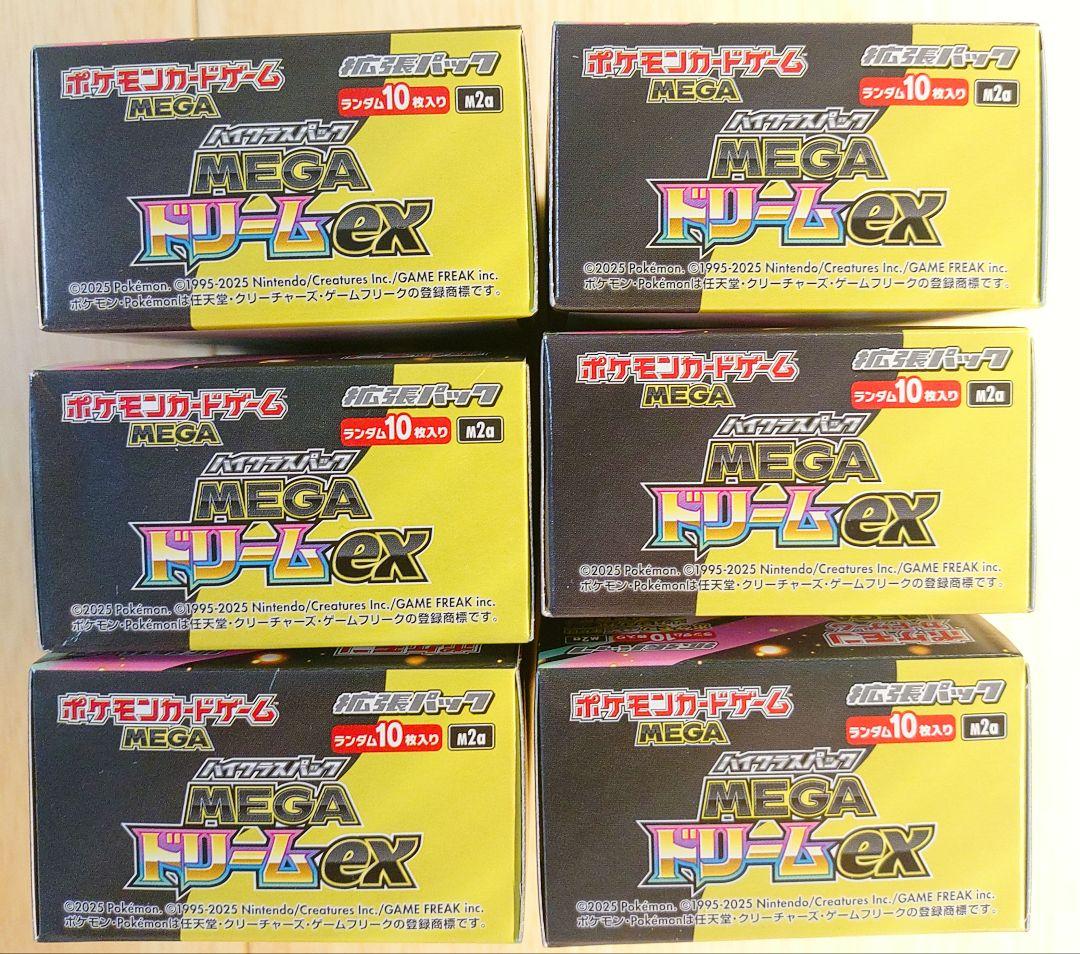 ポケモンカードゲーム
MEGA
拡張パック
ランダム10枚入り M2a
ハイクラスパック
MEGA
ドリームex
©2025 Pokémon. ©1995-2025 Nintendo/Creatures Inc./GAME FREAK inc.
ポケモン・Pokémonは任天堂・クリーチャーズ・ゲームフリークの登録商標です。
ポケモンカードゲーム
MEGA
拡張パック
ランダム10枚入り M2a
ハイクラスパック
MEGA
ドリームex
©2025 Pokémon. ©1995-2025 Nintendo/Creatures Inc./GAME FREAK inc.
ポケモン・Pokémonは任天堂・クリーチャーズ・ゲームフリークの登録商標です。
ポケモンカードゲーム
MEGA
拡張パック
ランダム10枚入り M2a
ハイクラスパック
MEGA
ドリームex
©2025 Pokémon. ©1995-2025 Nintendo/Creatures Inc./GAME FREAK inc.
ポケモン・Pokémonは任天堂・クリーチャーズ・ゲームフリークの登録商標です。
ポケモンカードゲーム
MEGA
拡張パック
ランダム10枚入り M2a
ハイクラスパック
MEGA
ドリームex
©2025 Pokémon. ©1995-2025 Nintendo/Creatures Inc./GAME FREAK inc.
ポケモン・Pokémonは任天堂・クリーチャーズ・ゲームフリークの登録商標です。
ポケモンカードゲーム
MEGA
拡張パック
ランダム10枚入り M2a
ハイクラスパック
MEGA
ドリームex
©2025 Pokémon. ©1995-2025 Nintendo/Creatures Inc./GAME FREAK inc.
ポケモン・Pokémonは任天堂・クリーチャーズ・ゲームフリークの登録商標です。
ポケモン
拡張パック
ランダム10枚入り M2a
ポケモンカードゲーム
MEGA
拡張パック
ランダム10枚入り M2a
ハイクラスパック
MEGA
ドリームex
©2025 Pokémon. ©1995-2025 Nintendo/Creatures Inc./GAME FREAK inc.
ポケモン・Pokémonは任天堂・クリーチャーズ・ゲームフリークの登録商標です。